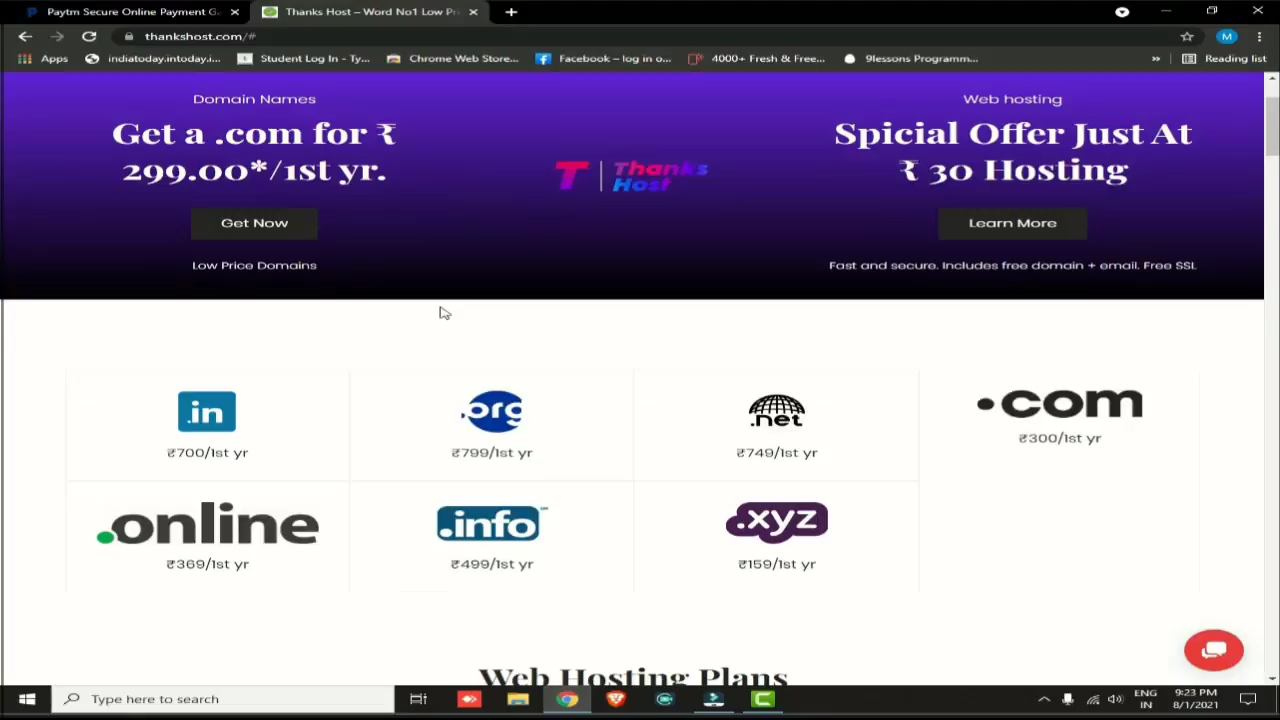 Paytm Secure Online Payment Ga
Thanks Host – Word No1 Low Pr
thankshost.com/#
M
Apps
indiatoday.intoday.i...
Student Log In - Ty...
Chrome Web Store...
Facebook – log in o...
4000+ Fresh & Free...
9lessons Programm...
»
Reading list
Domain Names
Get a .com for ₹
299.00*/1st yr.
Get Now
Low Price Domains
T | Thanks
Host
Web hosting
Spicial Offer Just At
₹ 30 Hosting
Learn More
Fast and secure. Includes free domain + email. Free SSL
.in
₹700/1st yr
.org
₹799/1st yr
.net
₹749/1st yr
.com
₹300/1st yr
.online
₹369/1st yr
.info
₹499/1st yr
.xyz
₹159/1st yr
Web Hosting Plans
Type here to search
ENG
IN
9:23 PM
8/1/2021